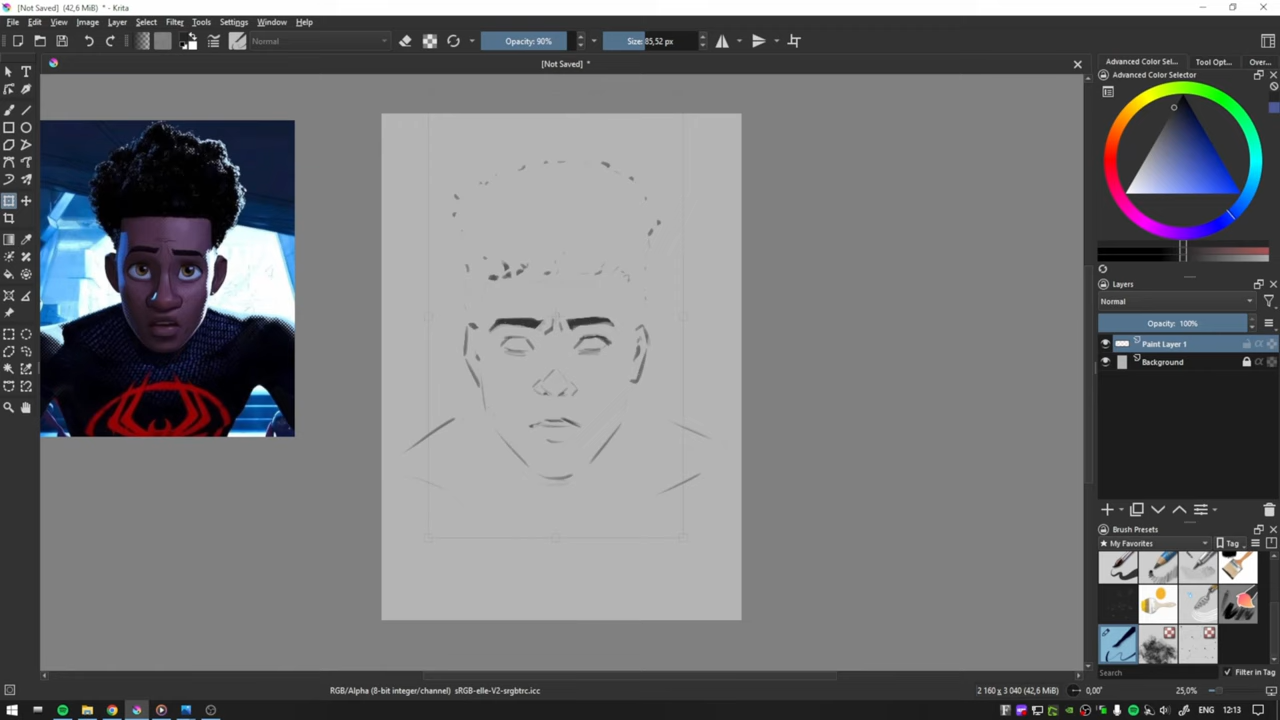 [Not Saved] (42,6 MiB) * - Krita
File Edit View Image Layer Select Filter Tools Settings Window Help
Normal
Opacity: 90%
Size: 85,52 px
[Not Saved] *
Advanced Color Sel... Tool Opt... Over...
Advanced Color Selector
Layers
Normal
Opacity: 100%
Paint Layer 1
Background
Brush Presets
My Favorites
Tag
Search
Filter in Tag
RGB/Alpha (8-bit integer/channel) sRGB-elle-V2-srgbtrc.icc
2 160 x 3 040 (42,6 MiB)
0,00°
25,0%
ENG 12:13